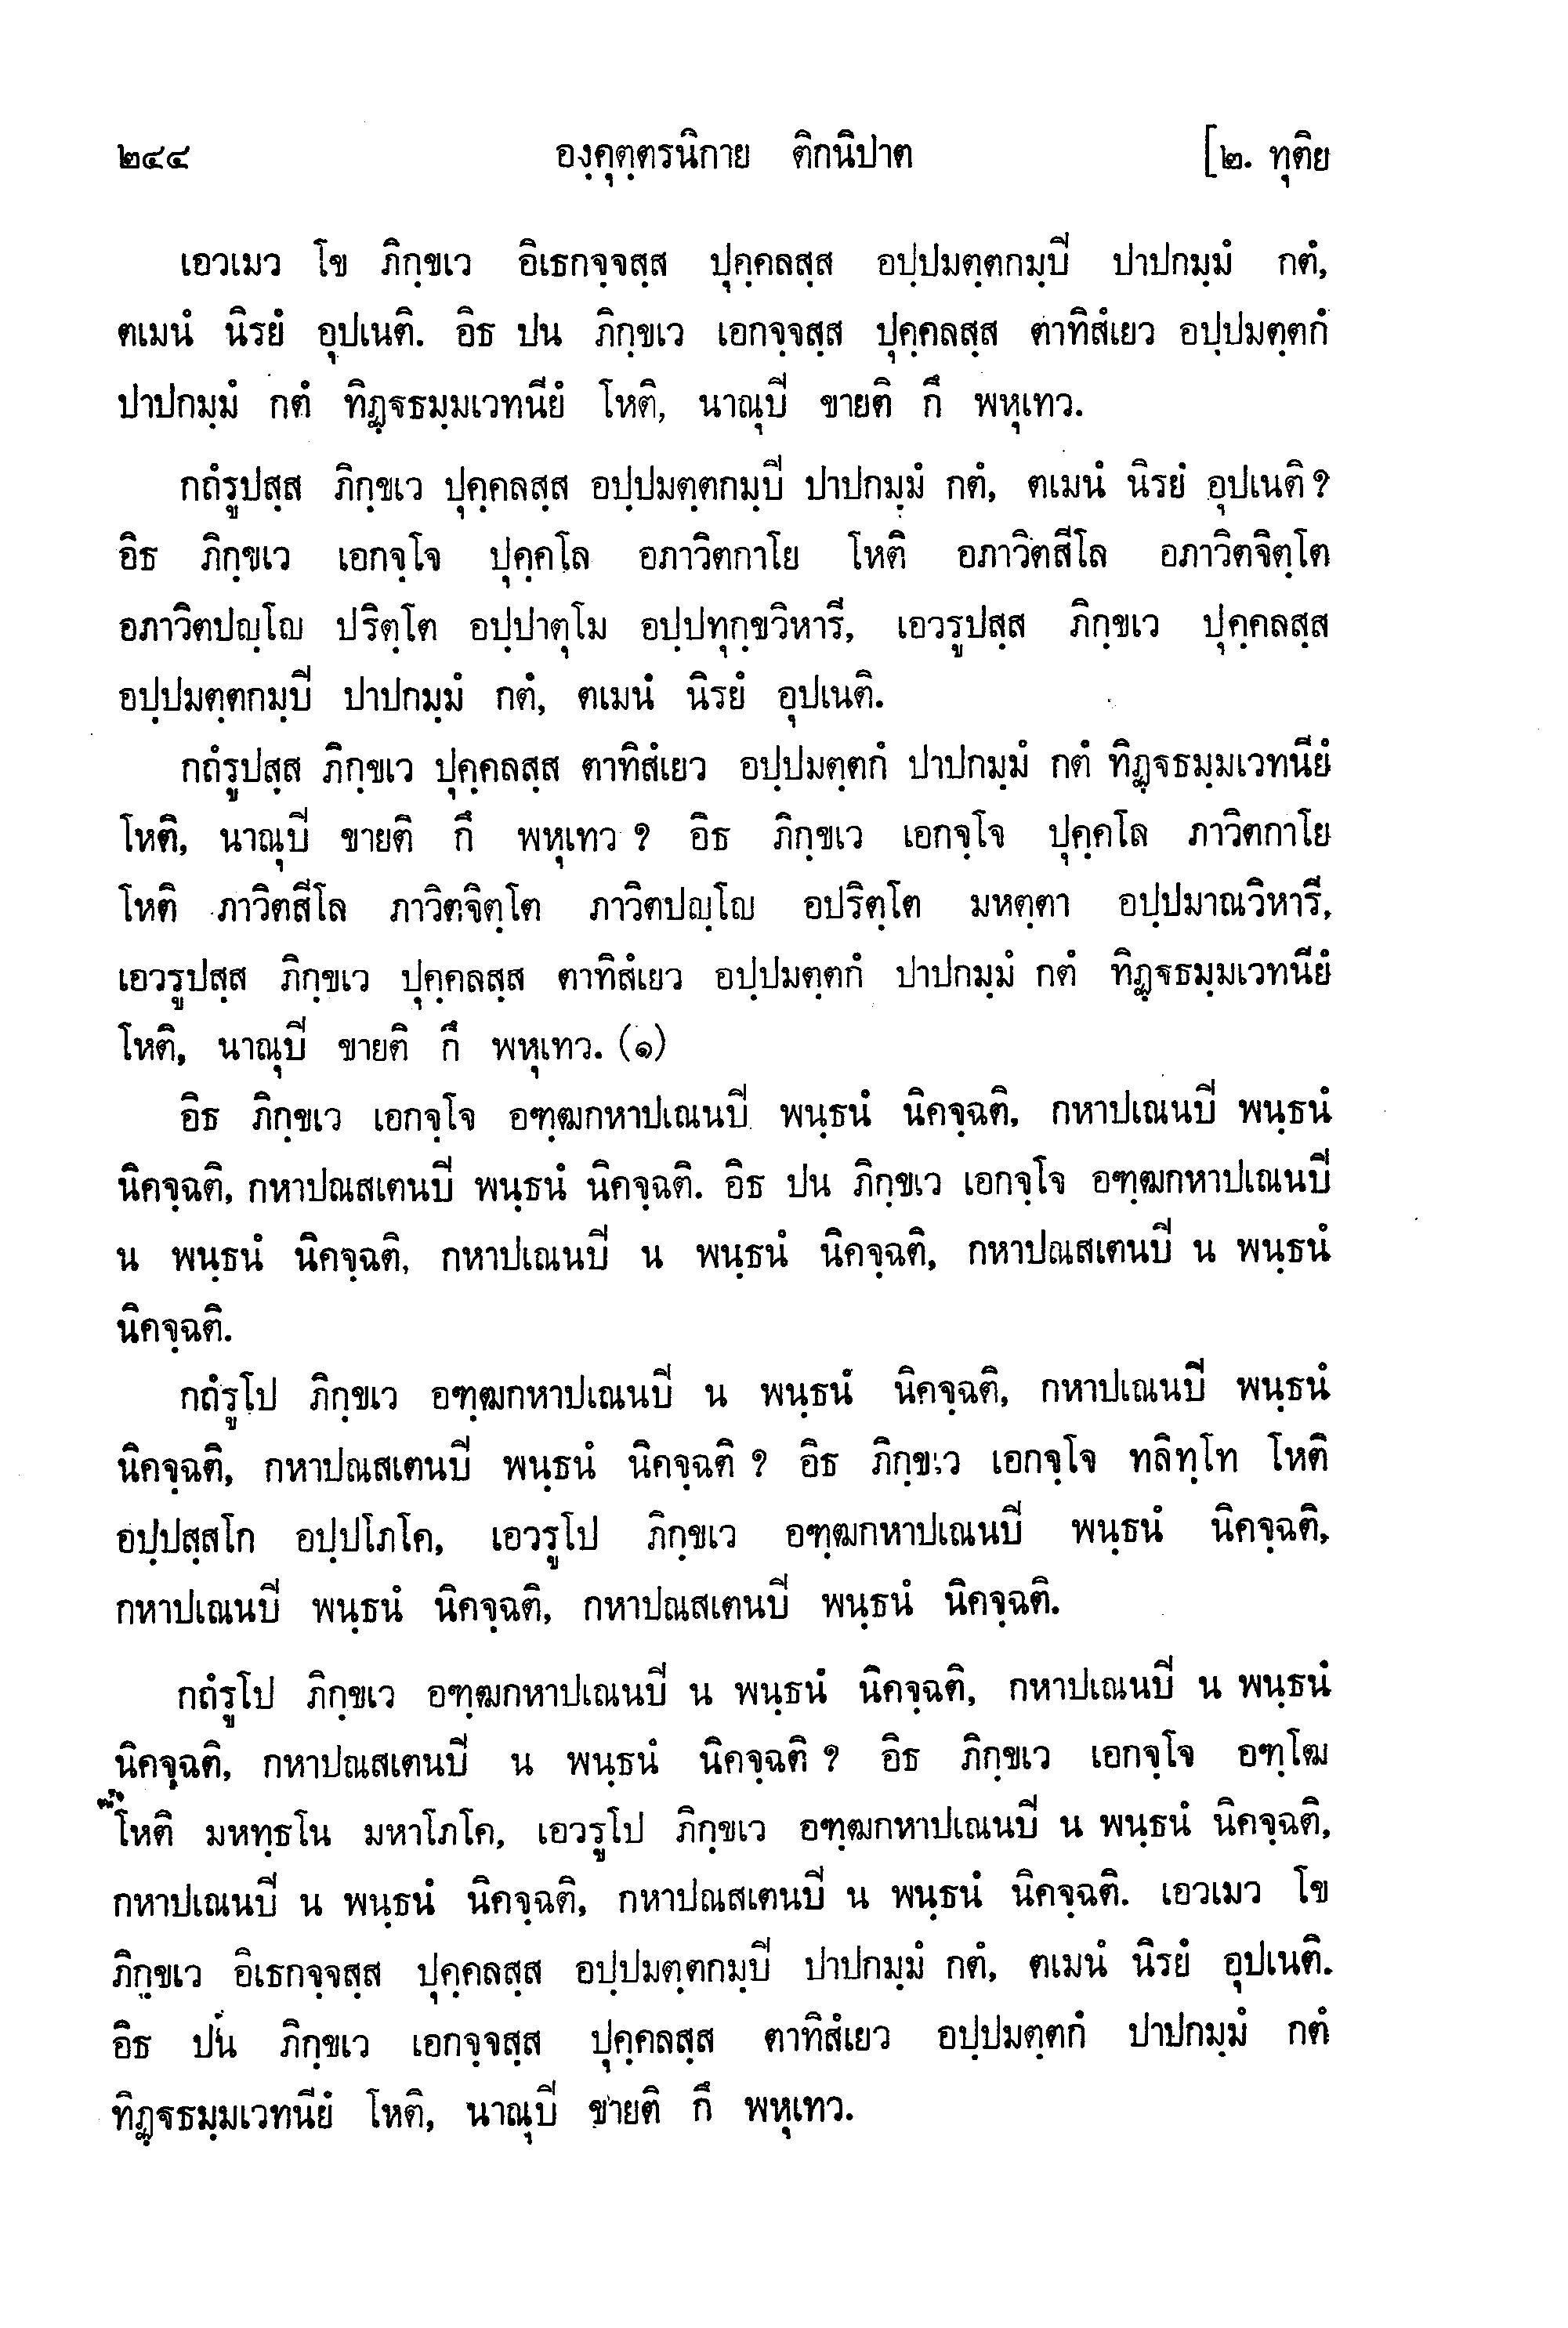 ๒๔๔ องฺคุตฺตรนิกาย ติกนิปาต [๒. ทุติย
เอวเมว โข ภิกฺขเว อิเธกจฺจสฺส ปุคฺคลสฺส อปฺปมตฺตกมฺปิ ปาปกมฺมํ กตํ,
ตเมนํ นิรยํ อุปเนติ. อิธ ปน ภิกฺขเว เอกจฺจสฺส ปุคฺคลสฺส ตาทิสํเยว อปฺปมตฺตกํ
ปาปกมฺมํ กตํ ทิฏฺฐธมฺมเวทนียํ โหติ, นาณุปิ ขายติ กึ พหุเทว.
กถํรูปสฺส ภิกฺขเว ปุคฺคลสฺส อปฺปมตฺตกมฺปิ ปาปกมฺมํ กตํ, ตเมนํ นิรยํ อุปเนติ ?
อิธ ภิกฺขเว เอกจฺโจ ปุคฺคโล อภาวิตกาโย โหติ อภาวิตสีโล อภาวิตจิตฺโต
อภาวิตปญฺโญ ปริตฺโต อปฺปาตุโม อปฺปทุกฺขวิหารี, เอวรูปสฺส ภิกฺขเว ปุคฺคลสฺส
อปฺปมตฺตกมฺปิ ปาปกมฺมํ กตํ, ตเมนํ นิรยํ อุปเนติ.
กถํรูปสฺส ภิกฺขเว ปุคฺคลสฺส ตาทิสํเยว อปฺปมตฺตกํ ปาปกมฺมํ กตํ ทิฏฺฐธมฺมเวทนียํ
โหติ, นาณุปิ ขายติ กึ พหุเทว ? อิธ ภิกฺขเว เอกจฺโจ ปุคฺคโล ภาวิตกาโย
โหติ ภาวิตสีโล ภาวิตจิตฺโต ภาวิตปญฺโญ อปริตฺโต มหตฺตา อปฺปมาณวิหารี,
เอวรูปสฺส ภิกฺขเว ปุคฺคลสฺส ตาทิสํเยว อปฺปมตฺตกํ ปาปกมฺมํ กตํ ทิฏฺฐธมฺมเวทนียํ
โหติ, นาณุปิ ขายติ กึ พหุเทว. (๑)
อิธ ภิกฺขเว เอกจฺโจ อฑฺฒกหาปเณนปิ พนฺธนํ นิคจฺฉติ, กหาปเณนปิ พนฺธนํ
นิคจฺฉติ, กหาปณสเตนปิ พนฺธนํ นิคจฺฉติ. อิธ ปน ภิกฺขเว เอกจฺโจ อฑฺฒกหาปเณนปิ
น พนฺธนํ นิคจฺฉติ, กหาปเณนปิ น พนฺธนํ นิคจฺฉติ, กหาปณสเตนปิ น พนฺธนํ
นิคจฺฉติ.
กถํรูโป ภิกฺขเว อฑฺฒกหาปเณนปิ น พนฺธนํ นิคจฺฉติ, กหาปเณนปิ พนฺธนํ
นิคจฺฉติ, กหาปณสเตนปิ พนฺธนํ นิคจฺฉติ ? อิธ ภิกฺขเว เอกจฺโจ ทลิทฺโท โหติ
อปฺปสฺสโก อปฺปโภโค, เอวรูโป ภิกฺขเว อฑฺฒกหาปเณนปิ พนฺธนํ นิคจฺฉติ,
กหาปเณนปิ พนฺธนํ นิคจฺฉติ, กหาปณสเตนปิ พนฺธนํ นิคจฺฉติ.
กถํรูโป ภิกฺขเว อฑฺฒกหาปเณนปิ น พนฺธนํ นิคจฺฉติ, กหาปเณนปิ น พนฺธนํ
นิคจฺฉติ, กหาปณสเตนปิ น พนฺธนํ นิคจฺฉติ ? อิธ ภิกฺขเว เอกจฺโจ อฑฺโฒ
โหติ มหทฺธโน มหาโภโค, เอวรูโป ภิกฺขเว อฑฺฒกหาปเณนปิ น พนฺธนํ นิคจฺฉติ,
กหาปเณนปิ น พนฺธนํ นิคจฺฉติ, กหาปณสเตนปิ น พนฺธนํ นิคจฺฉติ. เอวเมว โข
ภิกฺขเว อิเธกจฺจสฺส ปุคฺคลสฺส อปฺปมตฺตกมฺปิ ปาปกมฺมํ กตํ, ตเมนํ นิรยํ อุปเนติ.
อิธ ปน ภิกฺขเว เอกจฺจสฺส ปุคฺคลสฺส ตาทิสํเยว อปฺปมตฺตกํ ปาปกมฺมํ กตํ
ทิฏฺฐธมฺมเวทนียํ โหติ, นาณุปิ ขายติ กึ พหุเทว.